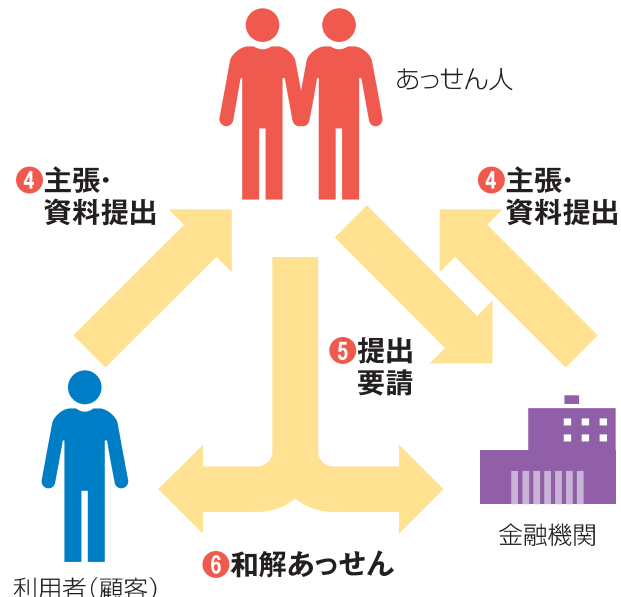 あっせん人
❹主張・
資料提出
❹主張・
資料提出
❺提出
要請
金融機関
❻和解あっせん
利用者(顧客)